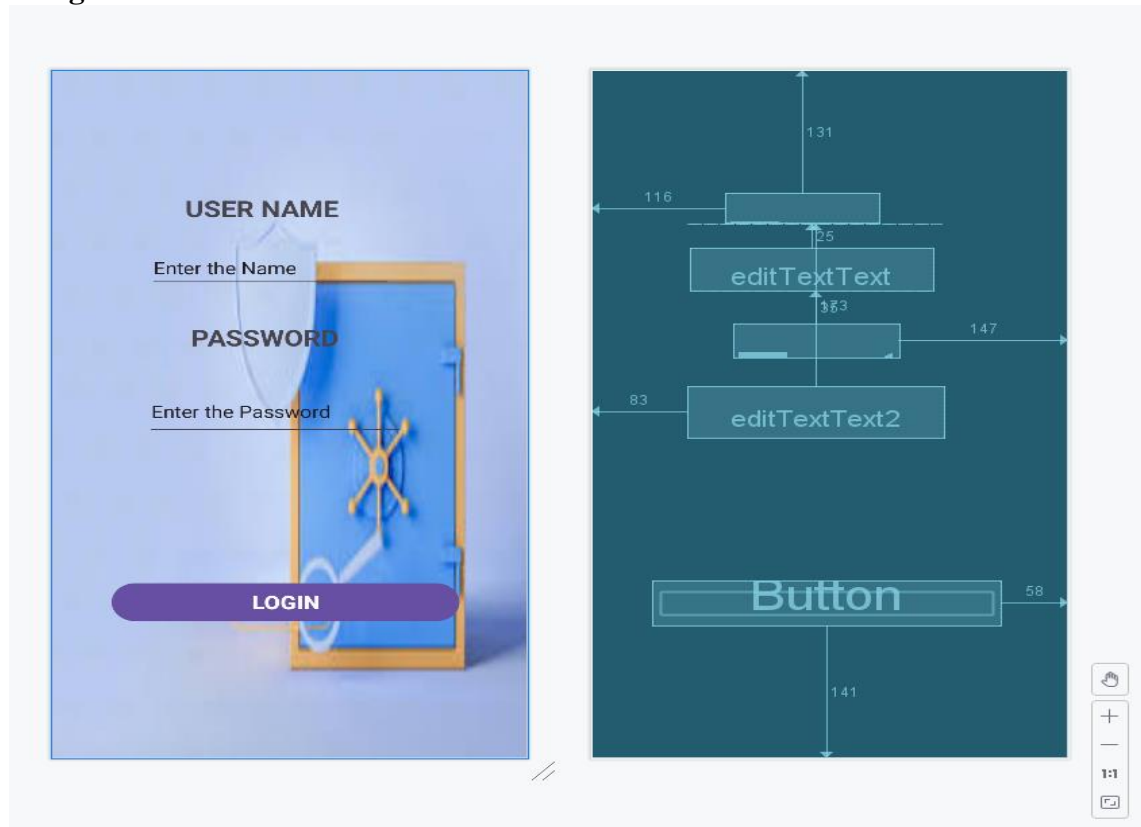 USER NAME
Enter the Name
PASSWORD
Enter the Password
LOGIN
131
116
25
editTextText
173
147
83
editTextText2
Button
58
141
1:1